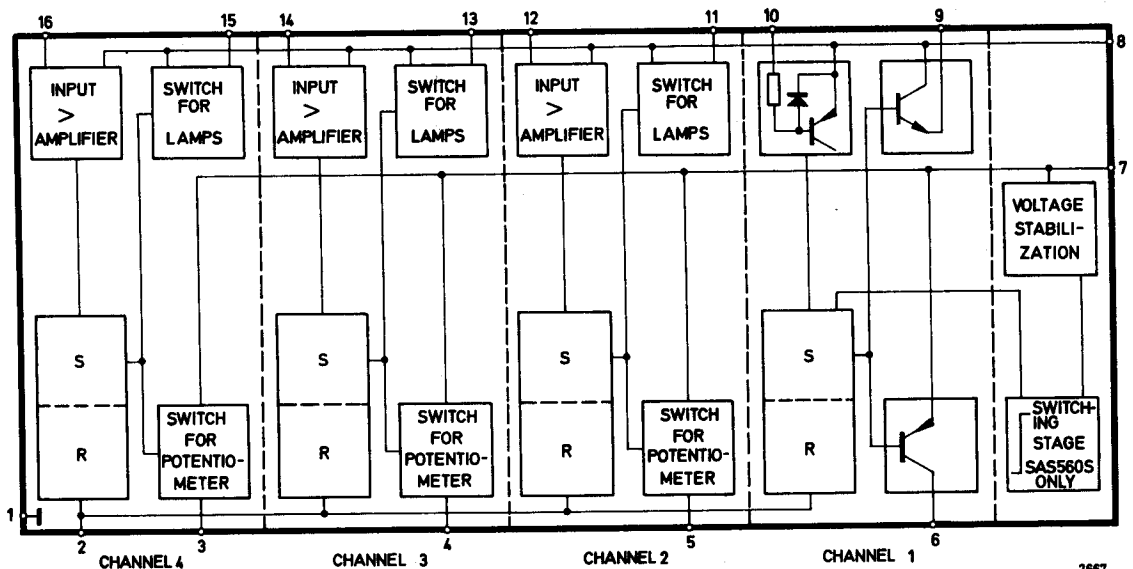 16 15 14 13 12 11 10 9
8
INPUT
>
AMPLIFIER
SWITCH
FOR
LAMPS
INPUT
>
AMPLIFIER
SWITCH
FOR
LAMPS
INPUT
>
AMPLIFIER
SWITCH
FOR
LAMPS
7
VOLTAGE
STABILI-
ZATION
S
R
SWITCH
FOR
POTENTIO-
METER
S
R
SWITCH
FOR
POTENTIO-
METER
S
R
SWITCH
FOR
POTENTIO-
METER
S
R
SWITCH-
ING
STAGE
SAS560S
ONLY
1
2 3 4 5 6
CHANNEL 4 CHANNEL 3 CHANNEL 2 CHANNEL 1